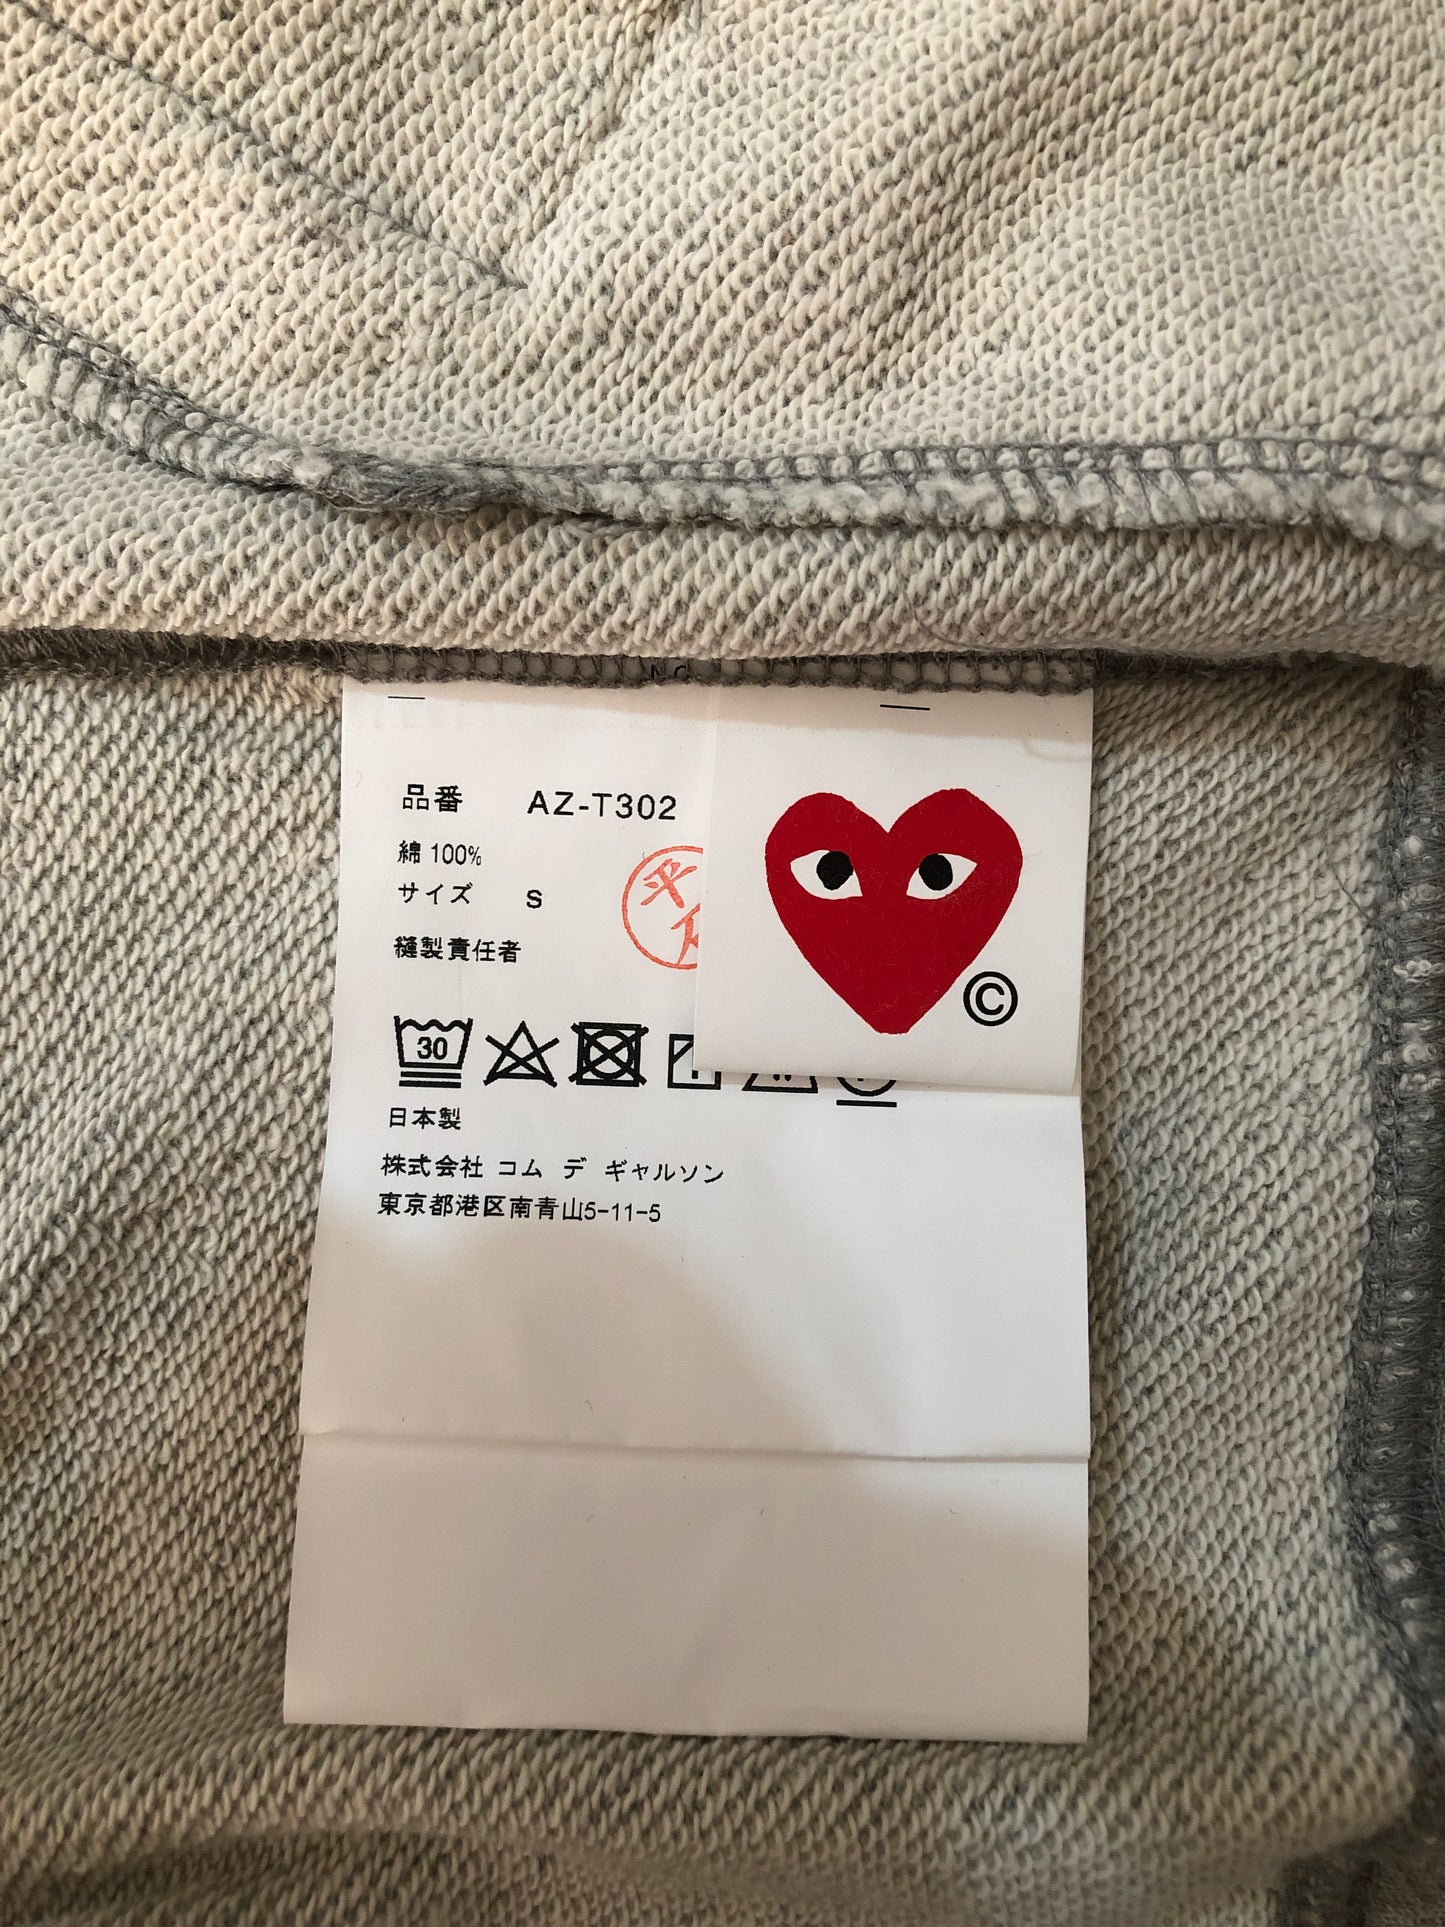 品番 AZ-T302
綿 100%
サイズ S
縫製責任者
平
30
©
日本製
株式会社 コム デ ギャルソン
東京都港区南青山5-11-5